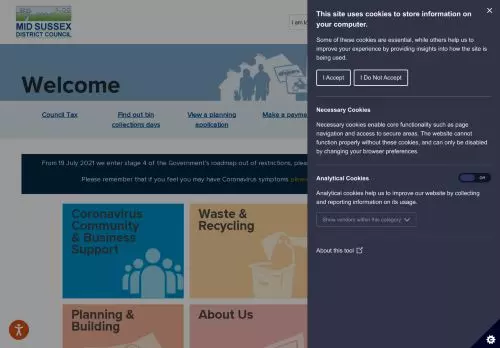 MID SUSSEX
DISTRICT COUNCIL
I am lo
Welcome
Council Tax
Find out bin
collections days
View a planning
application
Make a payme
From 19 July 2021 we enter stage 4 of the Government's roadmap out of restrictions, pleas
Please remember that if you feel you may have Coronavirus symptoms please
Coronavirus
Community
& Business
Support
Waste &
Recycling
Planning &
Building
About Us
This site uses cookies to store information on
your computer.
Some of these cookies are essential, while others help us to
improve your experience by providing insights into how the site is
being used.
I Accept
I Do Not Accept
Necessary Cookies
Necessary cookies enable core functionality such as page
navigation and access to secure areas. The website cannot
function properly without these cookies, and can only be disabled
by changing your browser preferences.
Analytical Cookies
Off
Analytical cookies help us to improve our website by collecting
and reporting information on its usage.
Show vendors within this category
About this tool